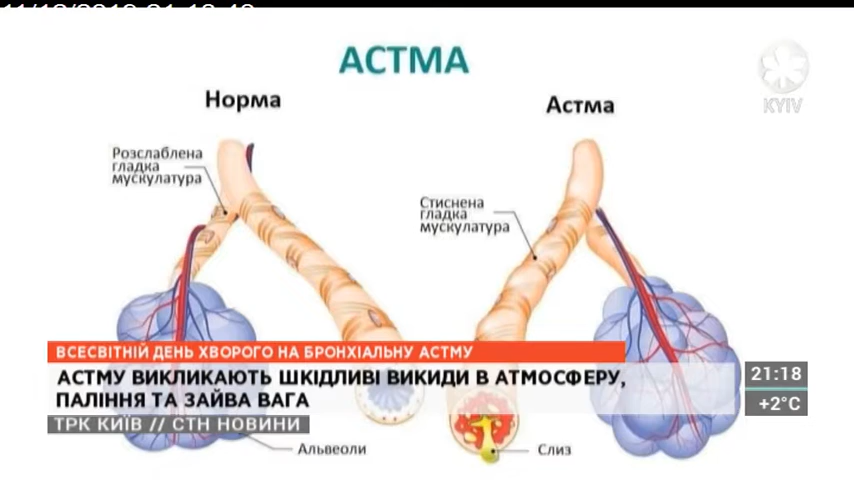 АСТМА
Норма
Астма
KYIV
Розслаблена
гладка
мускулатура
Стиснена
гладка
мускулатура
ВСЕСВІТНІЙ ДЕНЬ ХВОРОГО НА БРОНХІАЛЬНУ АСТМУ
АСТМУ ВИКЛИКАЮТЬ ШКІДЛИВІ ВИКИДИ В АТМОСФЕРУ,
ПАЛІННЯ ТА ЗАЙВА ВАГА
21:18
+2°C
ТРК КИЇВ // СТН НОВИНИ
Альвеоли
Слиз